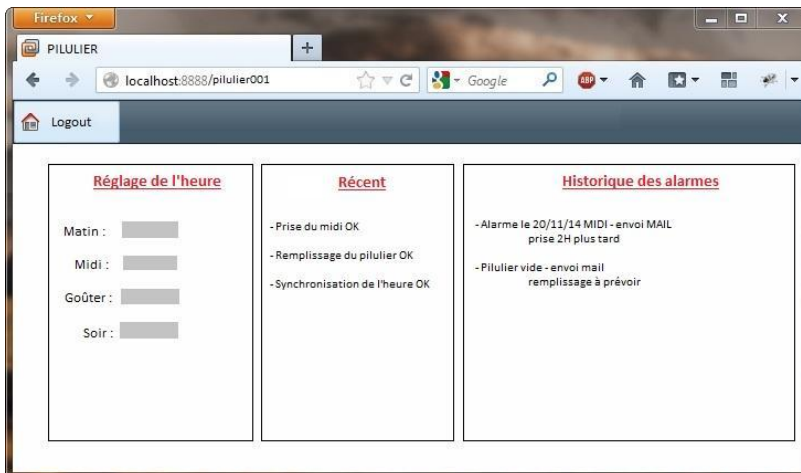 Firefox
PILULIER
localhost:8888/pilulier001
Google
ABP
Logout
Réglage de l'heure
Matin :
Midi :
Goûter :
Soir :
Récent
- Prise du midi OK
- Remplissage du pilulier OK
- Synchronisation de l'heure OK
Historique des alarmes
- Alarme le 20/11/14 MIDI - envoi MAIL
prise 2H plus tard
- Pilulier vide - envoi mail
remplissage à prévoir